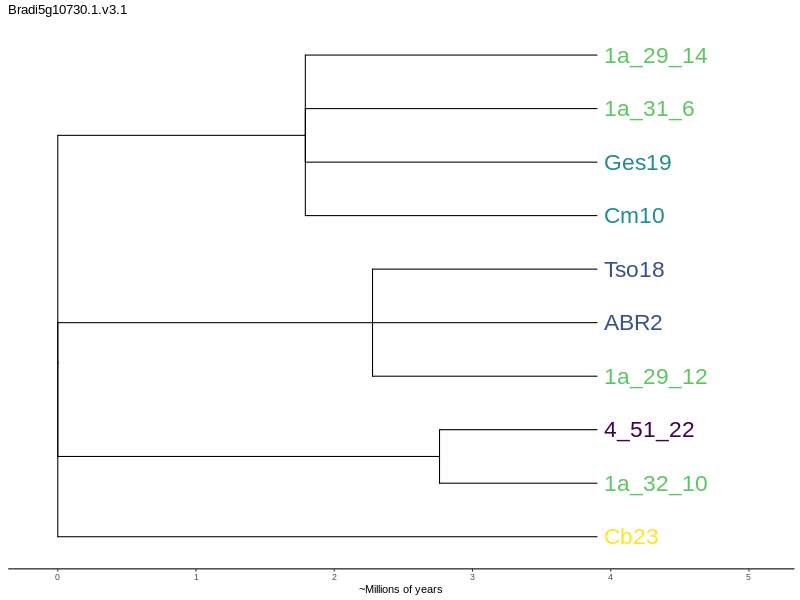 Bradi5g10730.1.v3.1
1a_29_14
1a_31_6
Ges19
Cm10
Tso18
ABR2
1a_29_12
4_51_22
1a_32_10
Cb23
0 1 2 3 4 5
~Millions of years